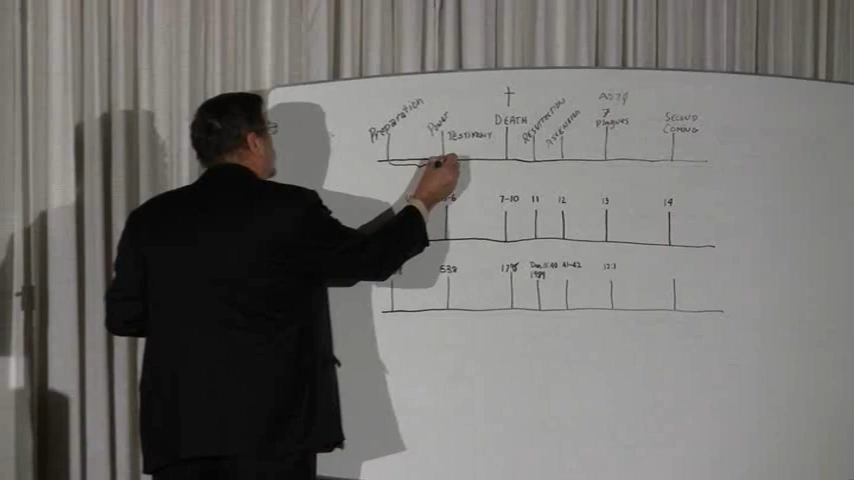 Preparation Power TESTIMONY DEATH RESURRECTION ASCENSION 7 Plagues SECOND COMING
7-10 11 12 13 14
538 1798 Dan 11:40 1989 41-42 12:1